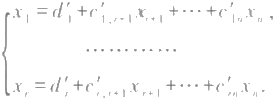 x_1 = d'_1 + c'_{1,r+1} x_{r+1} + ⋯ + c'_{1n} x_n ,
⋯⋯⋯⋯
x_r = d'_r + c'_{r,r+1} x_{r+1} + ⋯ + c'_{rn} x_n .